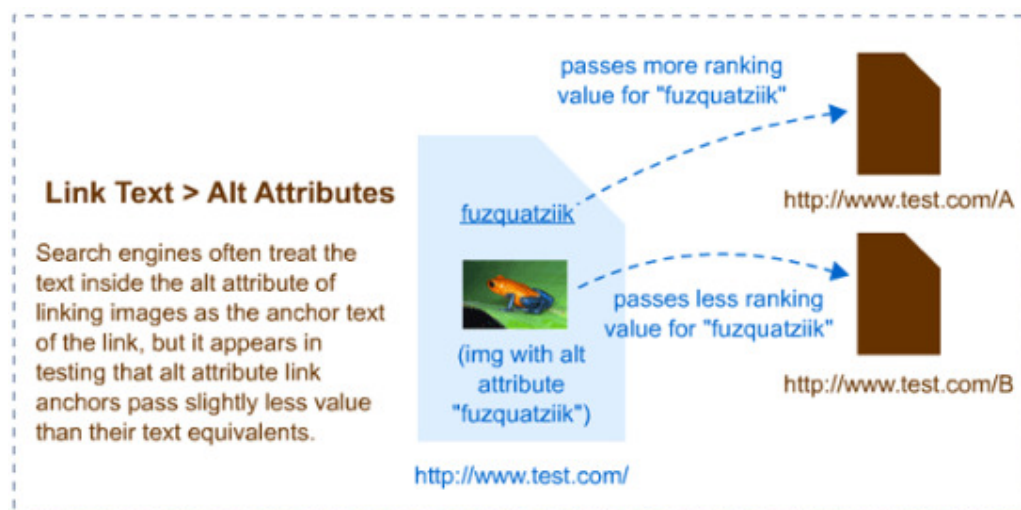 Link Text > Alt Attributes
Search engines often treat the
text inside the alt attribute of
linking images as the anchor text
of the link, but it appears in
testing that alt attribute link
anchors pass slightly less value
than their text equivalents.
fuzquatziik
(img with alt
attribute
"fuzquatziik")
http://www.test.com/
passes more ranking
value for "fuzquatziik"
http://www.test.com/A
passes less ranking
value for "fuzquatziik"
http://www.test.com/B